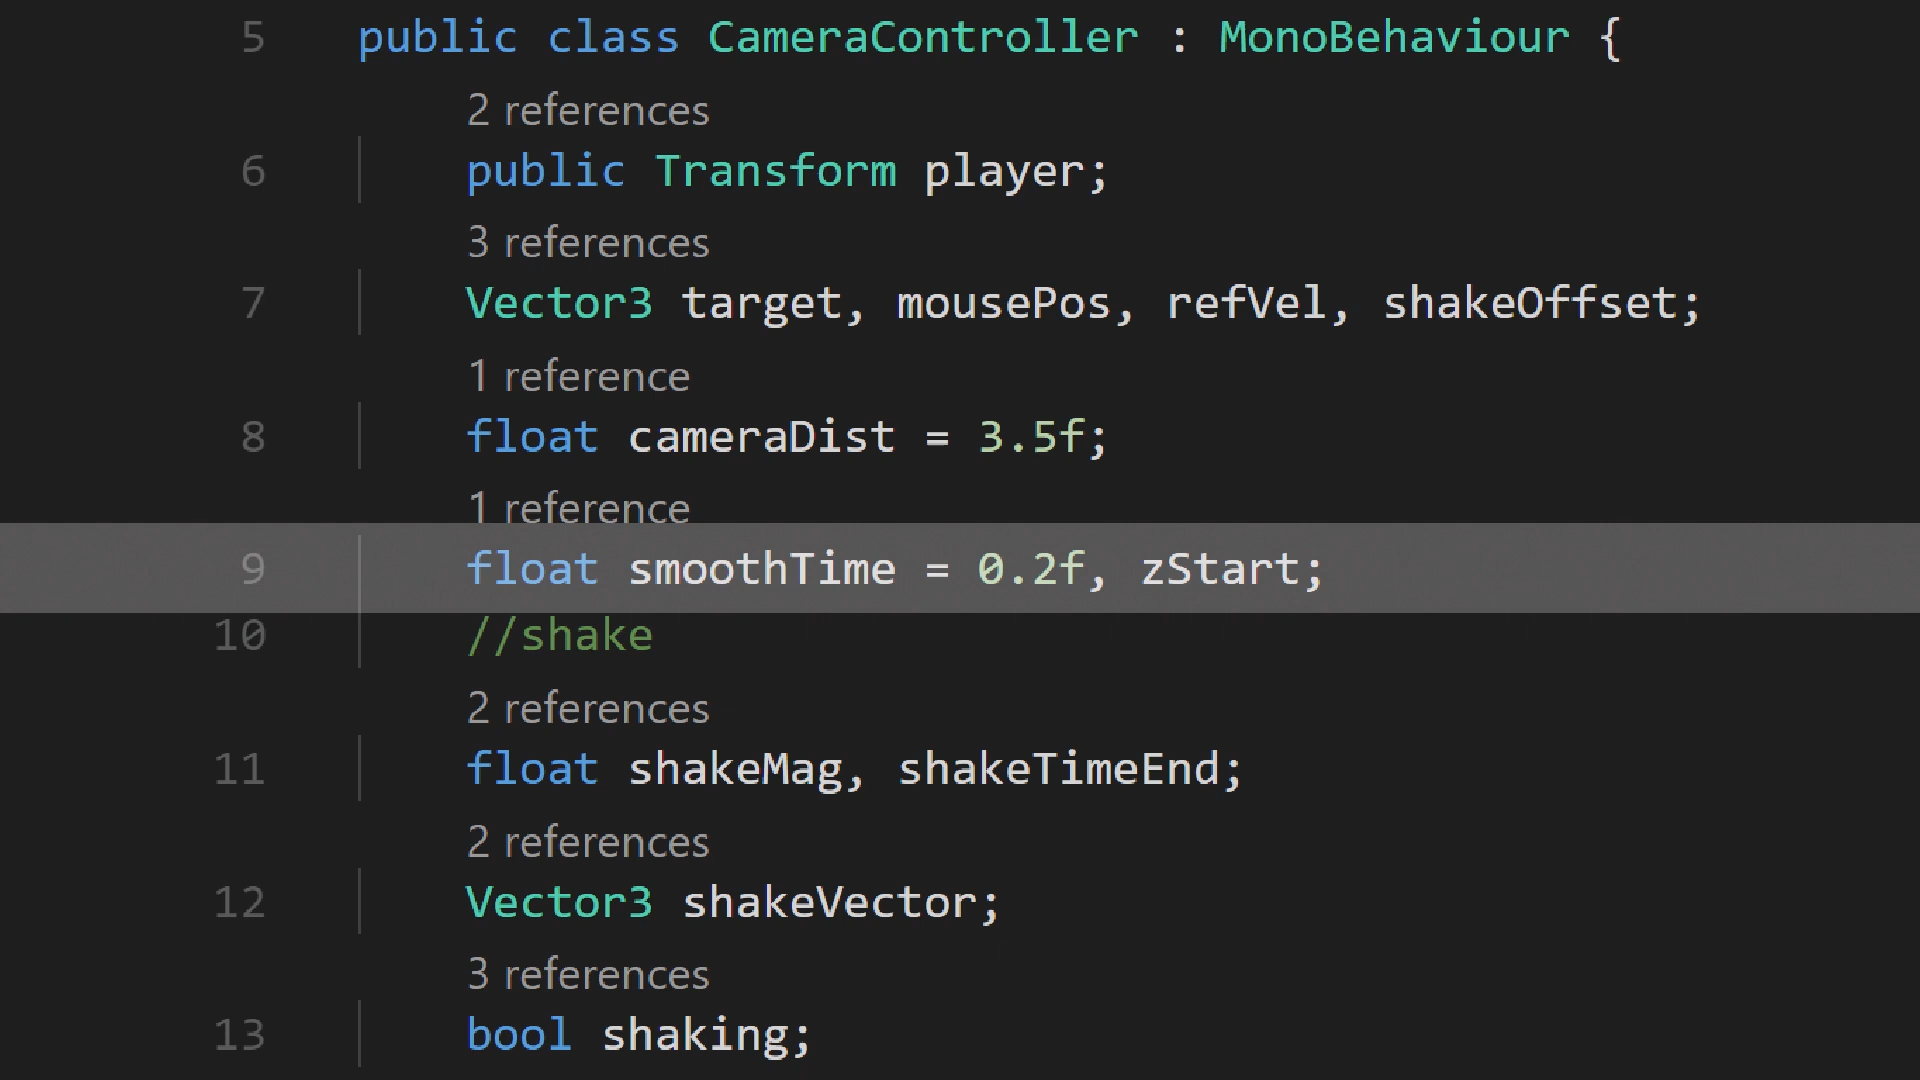 5 public class CameraController : MonoBehaviour {
2 references
6 public Transform player;
3 references
7 Vector3 target, mousePos, refVel, shakeOffset;
1 reference
8 float cameraDist = 3.5f;
1 reference
9 float smoothTime = 0.2f, zStart;
10 //shake
2 references
11 float shakeMag, shakeTimeEnd;
2 references
12 Vector3 shakeVector;
3 references
13 bool shaking;